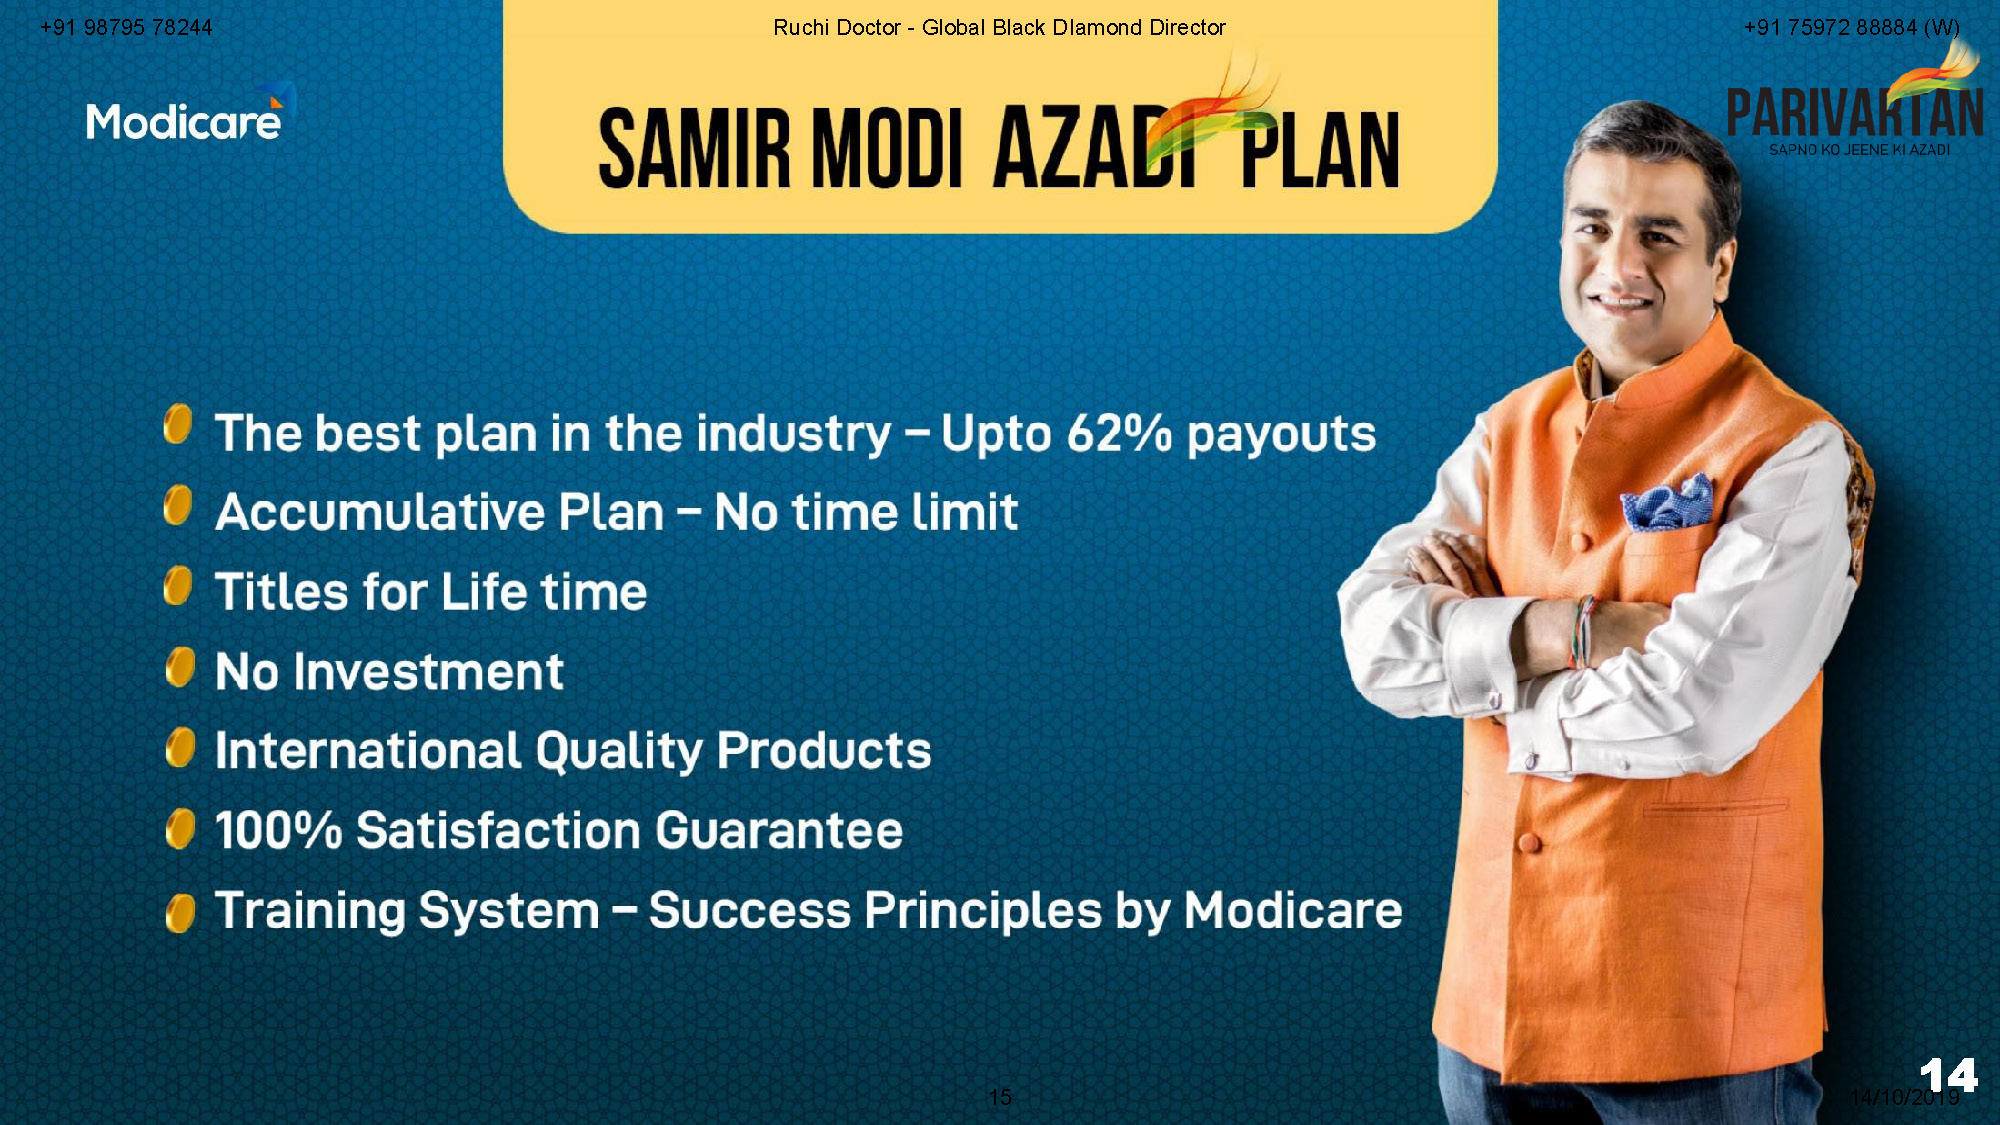 +91 98795 78244
Ruchi Doctor - Global Black DIamond Director
+91 75972 88884 (W)
Modicare
SAMIR MODI AZADI PLAN
PARIVARTAN
SAPNO KO JEENE KI AZADI
The best plan in the industry – Upto 62% payouts
Accumulative Plan – No time limit
Titles for Life time
No Investment
International Quality Products
100% Satisfaction Guarantee
Training System – Success Principles by Modicare
14
15
14/10/2019